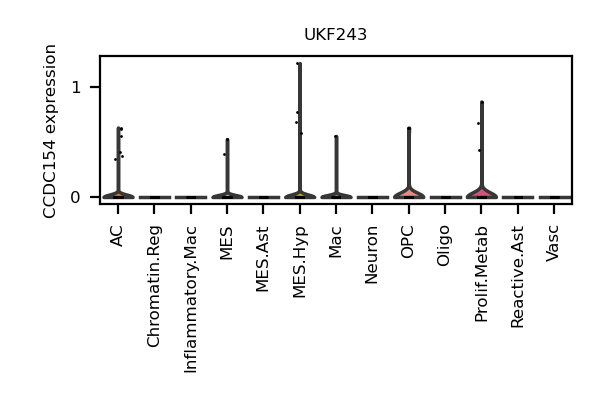 UKF243
CCDC154 expression
1
0
AC
Chromatin.Reg
Inflammatory.Mac
MES
MES.Ast
MES.Hyp
Mac
Neuron
OPC
Oligo
Prolif.Metab
Reactive.Ast
Vasc